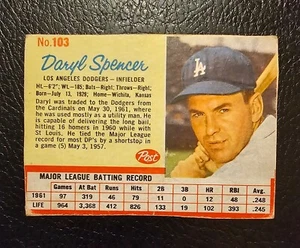 No. 103
Daryl Spencer
LOS ANGELES DODGERS – INFIELDER
Ht.—6'2"; Wt.—185; Bats—Right; Throws—Right;
Born—July 13, 1929; Home—Wichita, Kansas
Daryl was traded to the Dodgers from
the Cardinals on May 30, 1961, where
he was used mostly as a utility man. He
is capable of delivering the long ball,
hitting 16 homers in 1960 while with
St. Louis. He tied the Major League
record for most DP's by a shortstop in
a game (5) May 3, 1957.
LA
Post
MAJOR LEAGUE BATTING RECORD
Games At Bat Runs Hits 2B 3B HR RBI Avg.
1961 97 319 46 79 11 0 12 48 .248
LIFE 964 3,368 412 826 133 19 102 393 .245